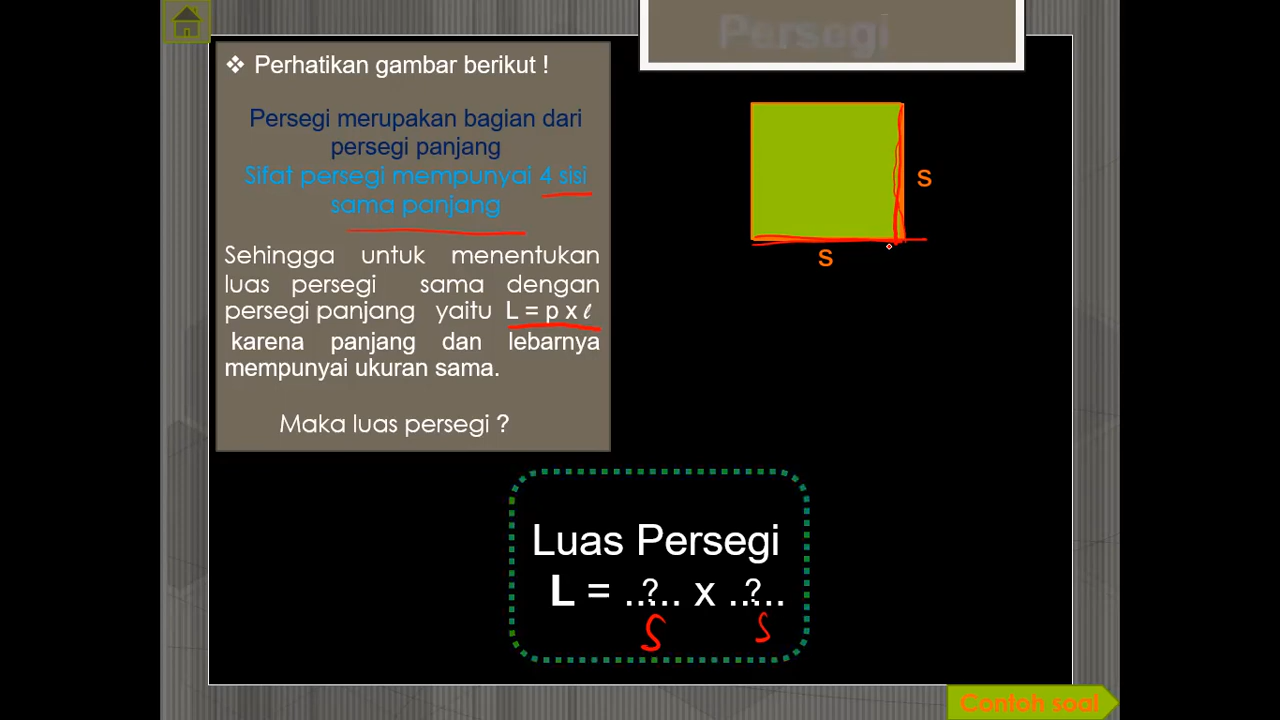 Persegi
❖ Perhatikan gambar berikut !
Persegi merupakan bagian dari
persegi panjang
Sifat persegi mempunyai 4 sisi
sama panjang
Sehingga untuk menentukan
luas persegi sama dengan
persegi panjang yaitu L = p x ℓ
karena panjang dan lebarnya
mempunyai ukuran sama.
Maka luas persegi ?
s
s
Luas Persegi
L = ..?.. x ..?..
S S
Contoh soal